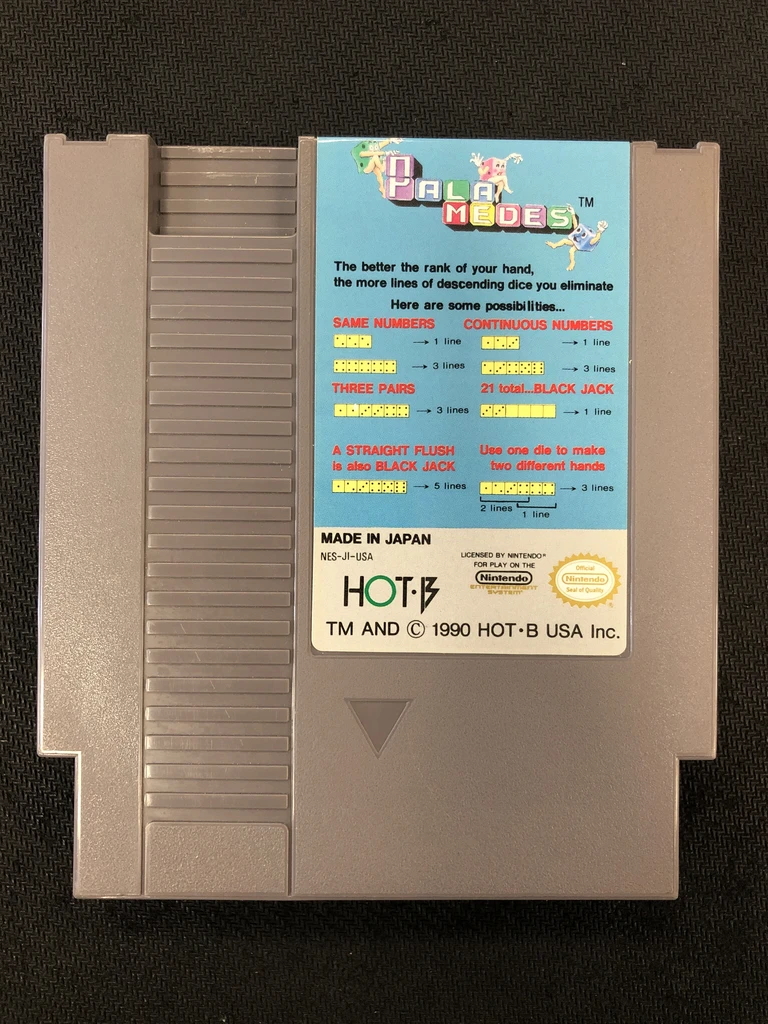 PALA
MEDES™
The better the rank of your hand,
the more lines of descending dice you eliminate
Here are some possibilities...
SAME NUMBERS CONTINUOUS NUMBERS
→ 1 line → 1 line
→ 3 lines → 3 lines
THREE PAIRS 21 total...BLACK JACK
→ 3 lines → 1 line
A STRAIGHT FLUSH Use one die to make
is also BLACK JACK two different hands
→ 5 lines → 3 lines
2 lines
1 line
MADE IN JAPAN
NES-JI-USA
LICENSED BY NINTENDO®
FOR PLAY ON THE
Nintendo
ENTERTAINMENT
SYSTEM®
Official
Nintendo
Seal of Quality
HOT·B
TM AND © 1990 HOT·B USA Inc.